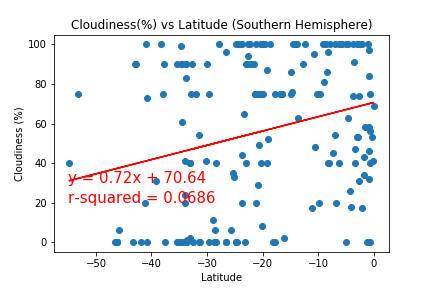 Cloudiness(%) vs Latitude (Southern Hemisphere)
100
80
60
40
20
0
Cloudiness (%)
y = 0.72x + 70.64
r-squared = 0.0686
−50 −40 −30 −20 −10 0
Latitude